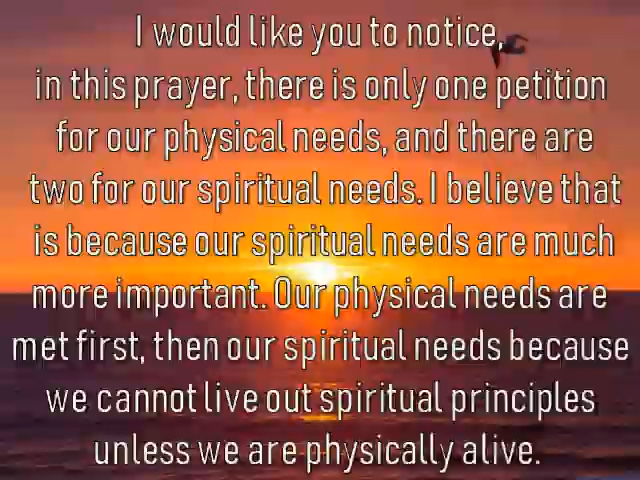 I would like you to notice,
in this prayer, there is only one petition
for our physical needs, and there are
two for our spiritual needs. I believe that
is because our spiritual needs are much
more important. Our physical needs are
met first, then our spiritual needs because
we cannot live out spiritual principles
unless we are physically alive.